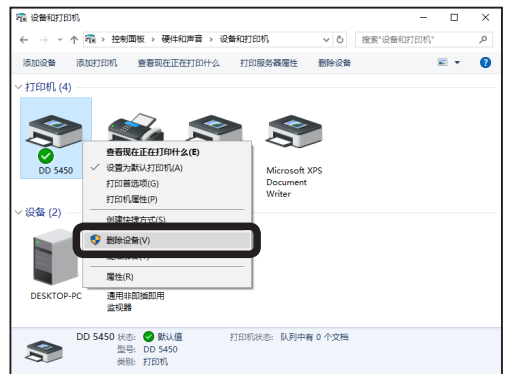 设备和打印机
控制面板 › 硬件和声音 › 设备和打印机
搜索"设备和打印机"
添加设备 添加打印机 查看现在正在打印什么 打印服务器属性 删除设备
打印机 (4)
DD 5450
查看现在正在打印什么(E)
设置为默认打印机(A)
打印首选项(G)
打印机属性(P)
创建快捷方式(S)
删除设备(V)
属性(R)
Microsoft XPS
Document
Writer
设备 (2)
DESKTOP-PC
通用非即插即用
监视器
DD 5450 状态: 默认值 打印机状态: 队列中有 0 个文档
型号: DD 5450
类别: 打印机